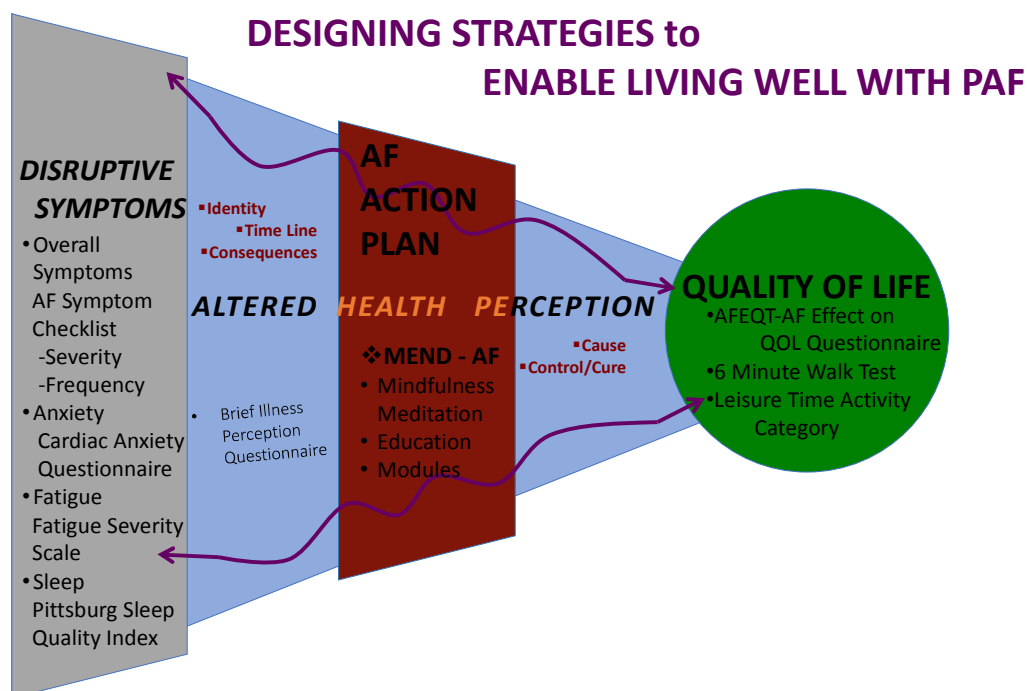 DESIGNING STRATEGIES to
ENABLE LIVING WELL WITH PAF
DISRUPTIVE
SYMPTOMS
•Overall
Symptoms
AF Symptom
Checklist
-Severity
-Frequency
•Anxiety
Cardiac Anxiety
Questionnaire
•Fatigue
Fatigue Severity
Scale
•Sleep
Pittsburg Sleep
Quality Index
▪Identity
▪Time Line
▪Consequences
ALTERED HEALTH PERCEPTION
• Brief Illness
Perception
Questionnaire
AF
ACTION
PLAN
❖MEND - AF
• Mindfulness
Meditation
• Education
• Modules
▪Cause
▪Control/Cure
QUALITY OF LIFE
•AFEQT-AF Effect on
QOL Questionnaire
•6 Minute Walk Test
•Leisure Time Activity
Category